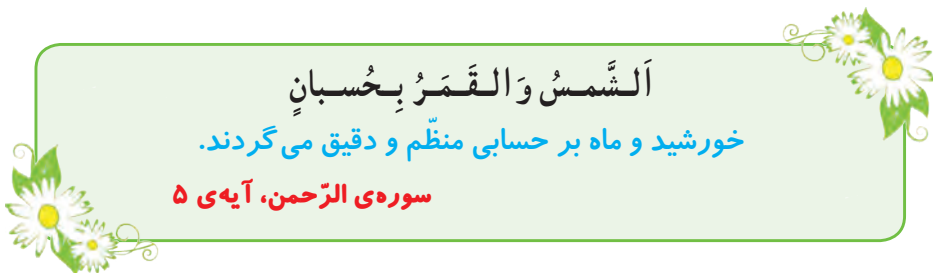 اَلشَّمسُ وَ القَمَرُ بِحُسبانٍ
خورشید و ماه بر حسابی منظّم و دقیق می‌گردند.
سوره‌ی الرّحمن، آیه‌ی ۵